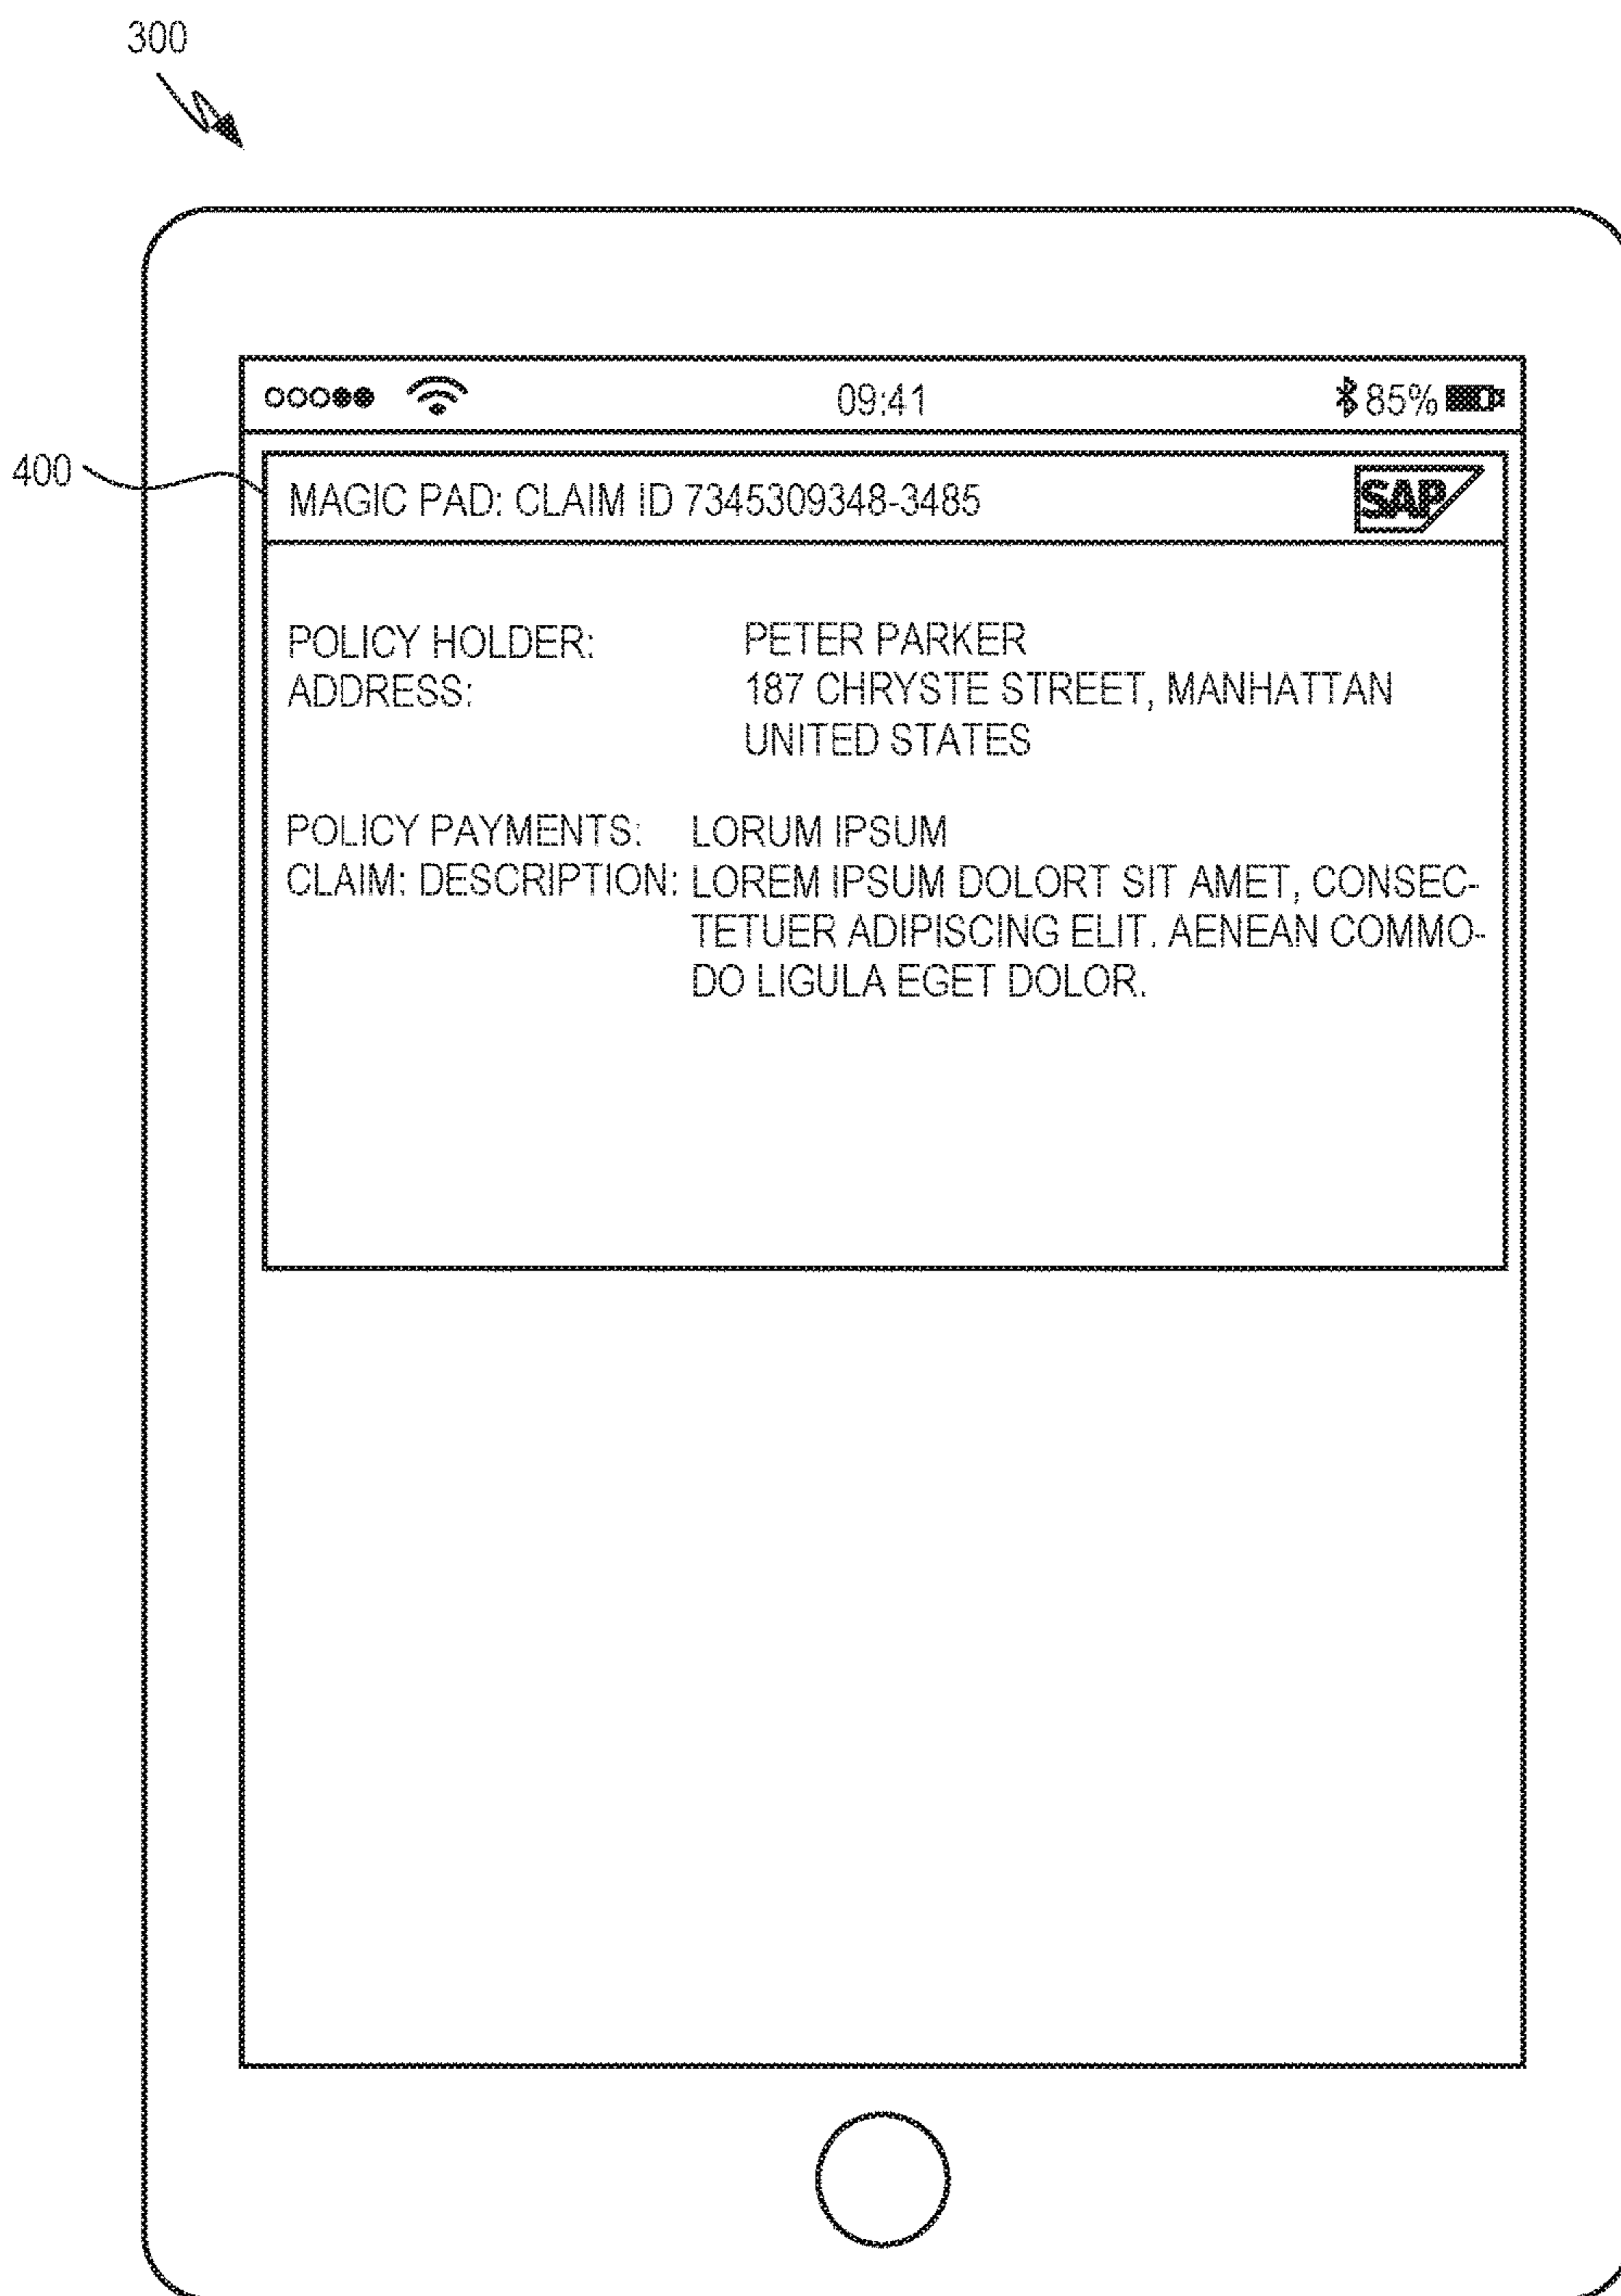 300
09:41 85%
400
MAGIC PAD: CLAIM ID 7345309348-3485 SAP
POLICY HOLDER: PETER PARKER
ADDRESS: 187 CHRYSTE STREET, MANHATTAN
UNITED STATES
POLICY PAYMENTS: LORUM IPSUM
CLAIM: DESCRIPTION: LOREM IPSUM DOLORT SIT AMET, CONSEC-
TETUER ADIPISCING ELIT. AENEAN COMMO-
DO LIGULA EGET DOLOR.